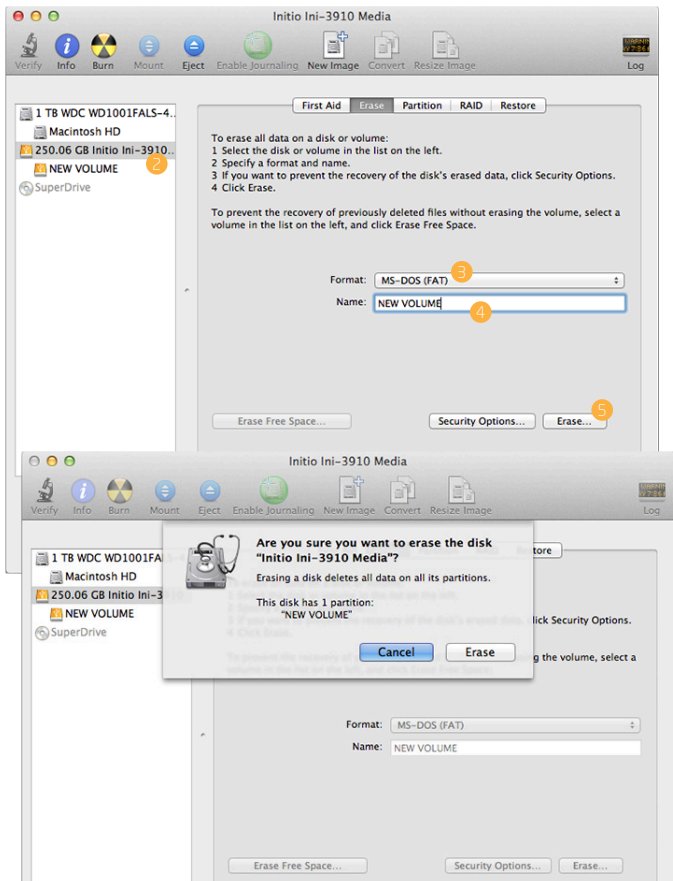 Initio Ini-3910 Media
Verify Info Burn Mount Eject Enable Journaling New Image Convert Resize Image Log
WARNIN
1 TB WDC WD1001FALS-4..
Macintosh HD
250.06 GB Initio Ini-3910..
2
NEW VOLUME
SuperDrive
First Aid Erase Partition RAID Restore
To erase all data on a disk or volume:
1 Select the disk or volume in the list on the left.
2 Specify a format and name.
3 If you want to prevent the recovery of the disk's erased data, click Security Options.
4 Click Erase.
To prevent the recovery of previously deleted files without erasing the volume, select a
volume in the list on the left, and click Erase Free Space.
3
Format: MS-DOS (FAT)
Name: NEW VOLUME
4
5
Erase Free Space... Security Options... Erase...
Initio Ini-3910 Media
Verify Info Burn Mount Eject Enable Journaling New Image Convert Resize Image Log
1 TB WDC WD1001FA
Macintosh HD
250.06 GB Initio Ini-3
NEW VOLUME
SuperDrive
tore
Are you sure you want to erase the disk
“Initio Ini-3910 Media”?
Erasing a disk deletes all data on all its partitions.
This disk has 1 partition:
“NEW VOLUME”
Cancel Erase
lick Security Options.
g the volume, select a
Format: MS-DOS (FAT)
Name: NEW VOLUME
Erase Free Space... Security Options... Erase...